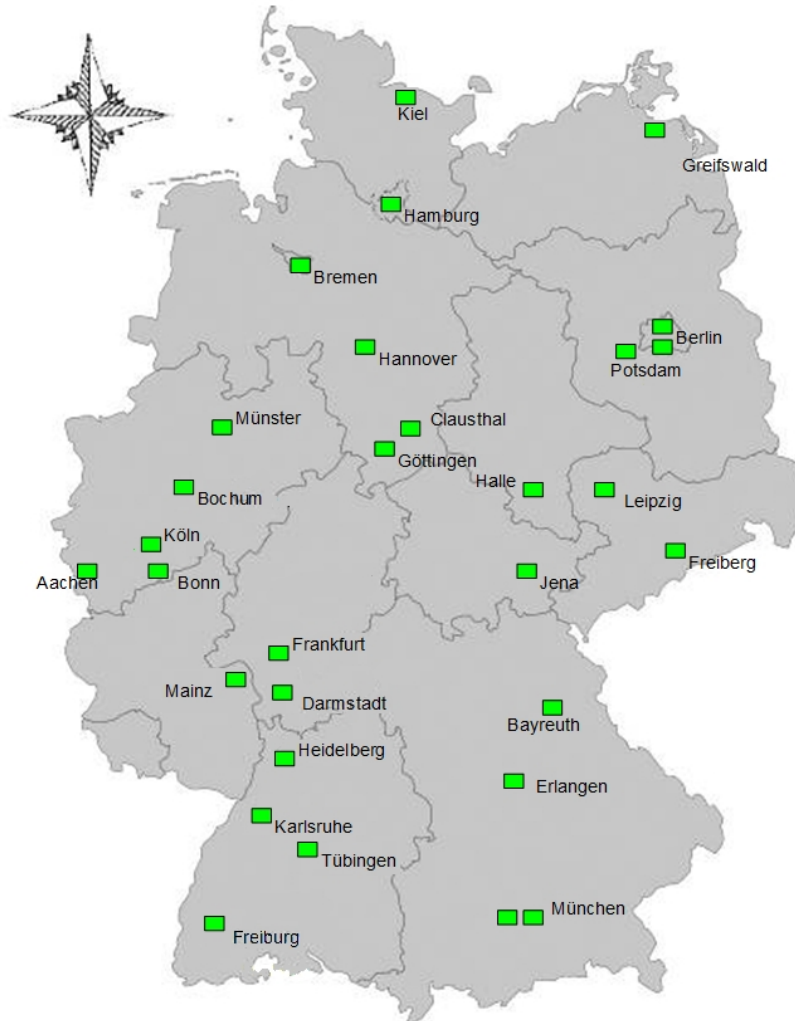 Kiel
Greifswald
Hamburg
Bremen
Berlin
Hannover
Potsdam
Münster
Clausthal
Göttingen
Halle
Bochum
Leipzig
Köln
Freiberg
Aachen
Bonn
Jena
Frankfurt
Mainz
Darmstadt
Bayreuth
Heidelberg
Erlangen
Karlsruhe
Tübingen
München
Freiburg